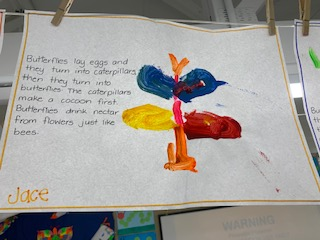 Butterflies lay eggs and
they turn into caterpillars,
then they turn into
butterflies. The caterpillars
make a cocoon first.
Butterflies drink nectar
from flowers just like
bees.
Jace
WARNING